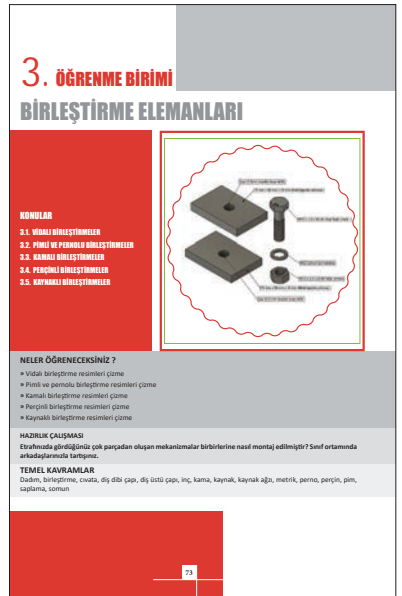 3. ÖĞRENME BİRİMİ
BİRLEŞTİRME ELEMANLARI
KONULAR
3.1. VİDALI BİRLEŞTİRMELER
3.2. PİMLİ VE PERNOLU BİRLEŞTİRMELER
3.3. KAMALI BİRLEŞTİRMELER
3.4. PERÇİNLİ BİRLEŞTİRMELER
3.5. KAYNAKLI BİRLEŞTİRMELER
NELER ÖĞRENECEKSİNİZ ?
» Vidalı birleştirme resimleri çizme
» Pimli ve pernolu birleştirme resimleri çizme
» Kamalı birleştirme resimleri çizme
» Perçinli birleştirme resimleri çizme
» Kaynaklı birleştirme resimleri çizme
HAZIRLIK ÇALIŞMASI
Etrafınızda gördüğünüz çok parçadan oluşan mekanizmalar birbirlerine nasıl montaj edilmiştir? Sınıf ortamında
arkadaşlarınızla tartışınız.
TEMEL KAVRAMLAR
Dadım, birleştirme, cıvata, diş dibi çapı, diş üstü çapı, inç, kama, kaynak, kaynak ağzı, metrik, perno, perçin, pim,
saplama, somun
73